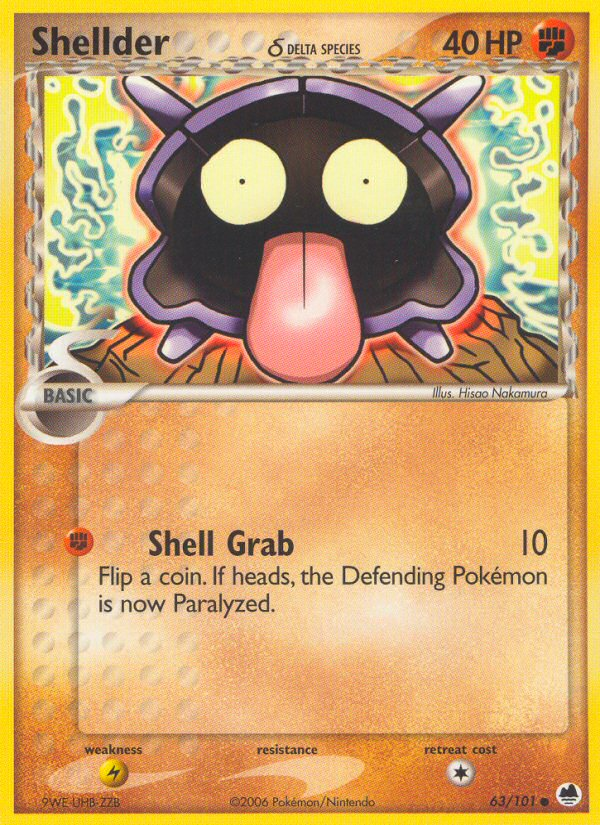 Shellder δ DELTA SPECIES 40 HP
BASIC
Illus. Hisao Nakamura
Shell Grab 10
Flip a coin. If heads, the Defending Pokémon
is now Paralyzed.
weakness resistance retreat cost
9WE-UHB-ZZB ©2006 Pokémon/Nintendo 63/101